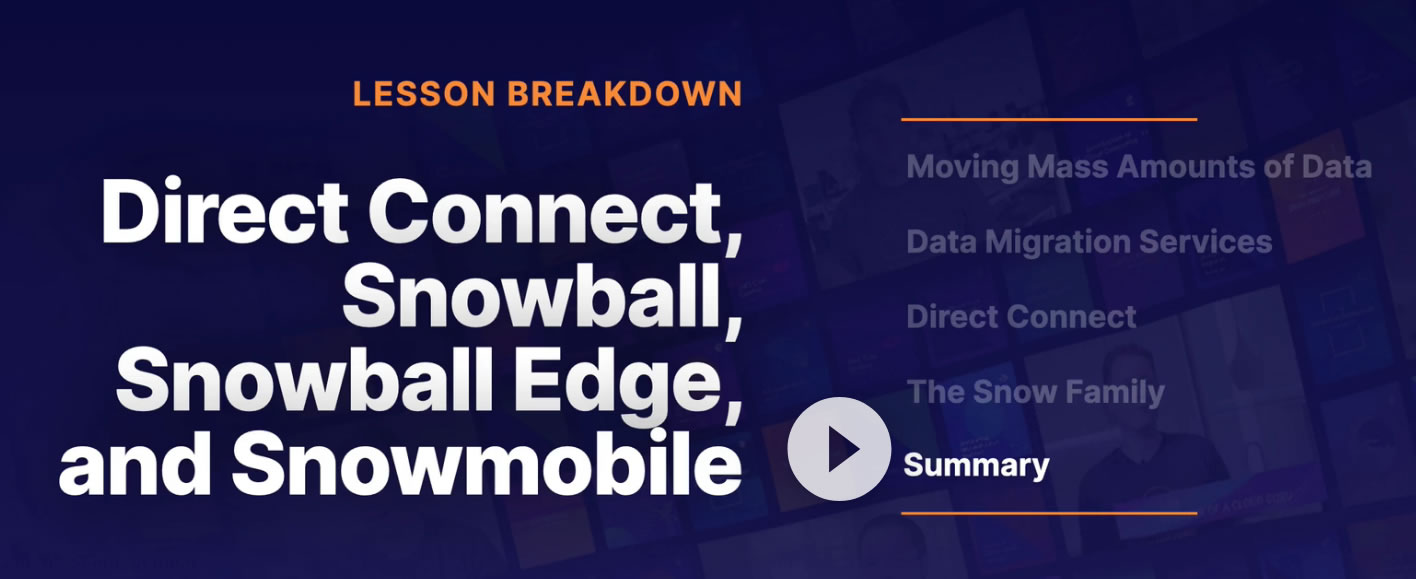 LESSON BREAKDOWN
Direct Connect,
Snowball,
Snowball Edge,
and Snowmobile
Moving Mass Amounts of Data
Data Migration Services
Direct Connect
The Snow Family
Summary